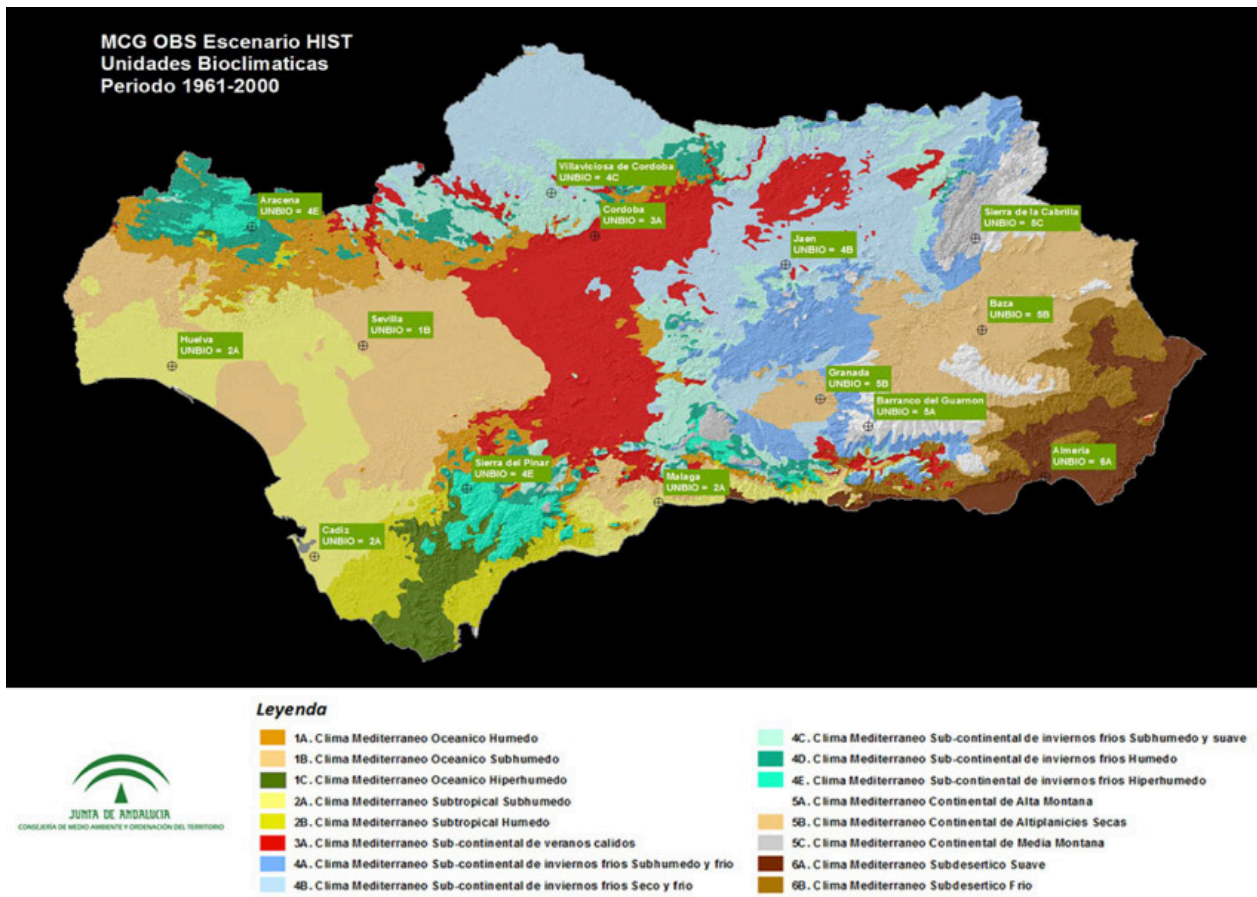 MCG OBS Escenario HIST
Unidades Bioclimaticas
Periodo 1961-2000
Villaviciosa de Cordoba
UNBIO = 4C
Aracena
UNBIO = 4E
Cordoba
UNBIO = 3A
Sierra de la Cabrilla
UNBIO = 5C
Jaen
UNBIO = 4B
Sevilla
UNBIO = 1B
Baza
UNBIO = 5B
Huelva
UNBIO = 2A
Granada
UNBIO = 5B
Barranco del Guarnon
UNBIO = 5A
Almeria
UNBIO = 6A
Sierra del Pinar
UNBIO = 4E
Malaga
UNBIO = 2A
Cadiz
UNBIO = 2A
Leyenda
1A. Clima Mediterraneo Oceanico Humedo
1B. Clima Mediterraneo Oceanico Subhumedo
1C. Clima Mediterraneo Oceanico Hiperhumedo
2A. Clima Mediterraneo Subtropical Subhumedo
2B. Clima Mediterraneo Subtropical Humedo
3A. Clima Mediterraneo Sub-continental de veranos calidos
4A. Clima Mediterraneo Sub-continental de inviernos frios Subhumedo y frio
4B. Clima Mediterraneo Sub-continental de inviernos frios Seco y frio
4C. Clima Mediterraneo Sub-continental de inviernos frios Subhumedo y suave
4D. Clima Mediterraneo Sub-continental de inviernos frios Humedo
4E. Clima Mediterraneo Sub-continental de inviernos frios Hiperhumedo
5A. Clima Mediterraneo Continental de Alta Montana
5B. Clima Mediterraneo Continental de Altiplanicies Secas
5C. Clima Mediterraneo Continental de Media Montana
6A. Clima Mediterraneo Subdesertico Suave
6B. Clima Mediterraneo Subdesertico Frio
JUNTA DE ANDALUCIA
CONSEJERÍA DE MEDIO AMBIENTE Y ORDENACIÓN DEL TERRITORIO